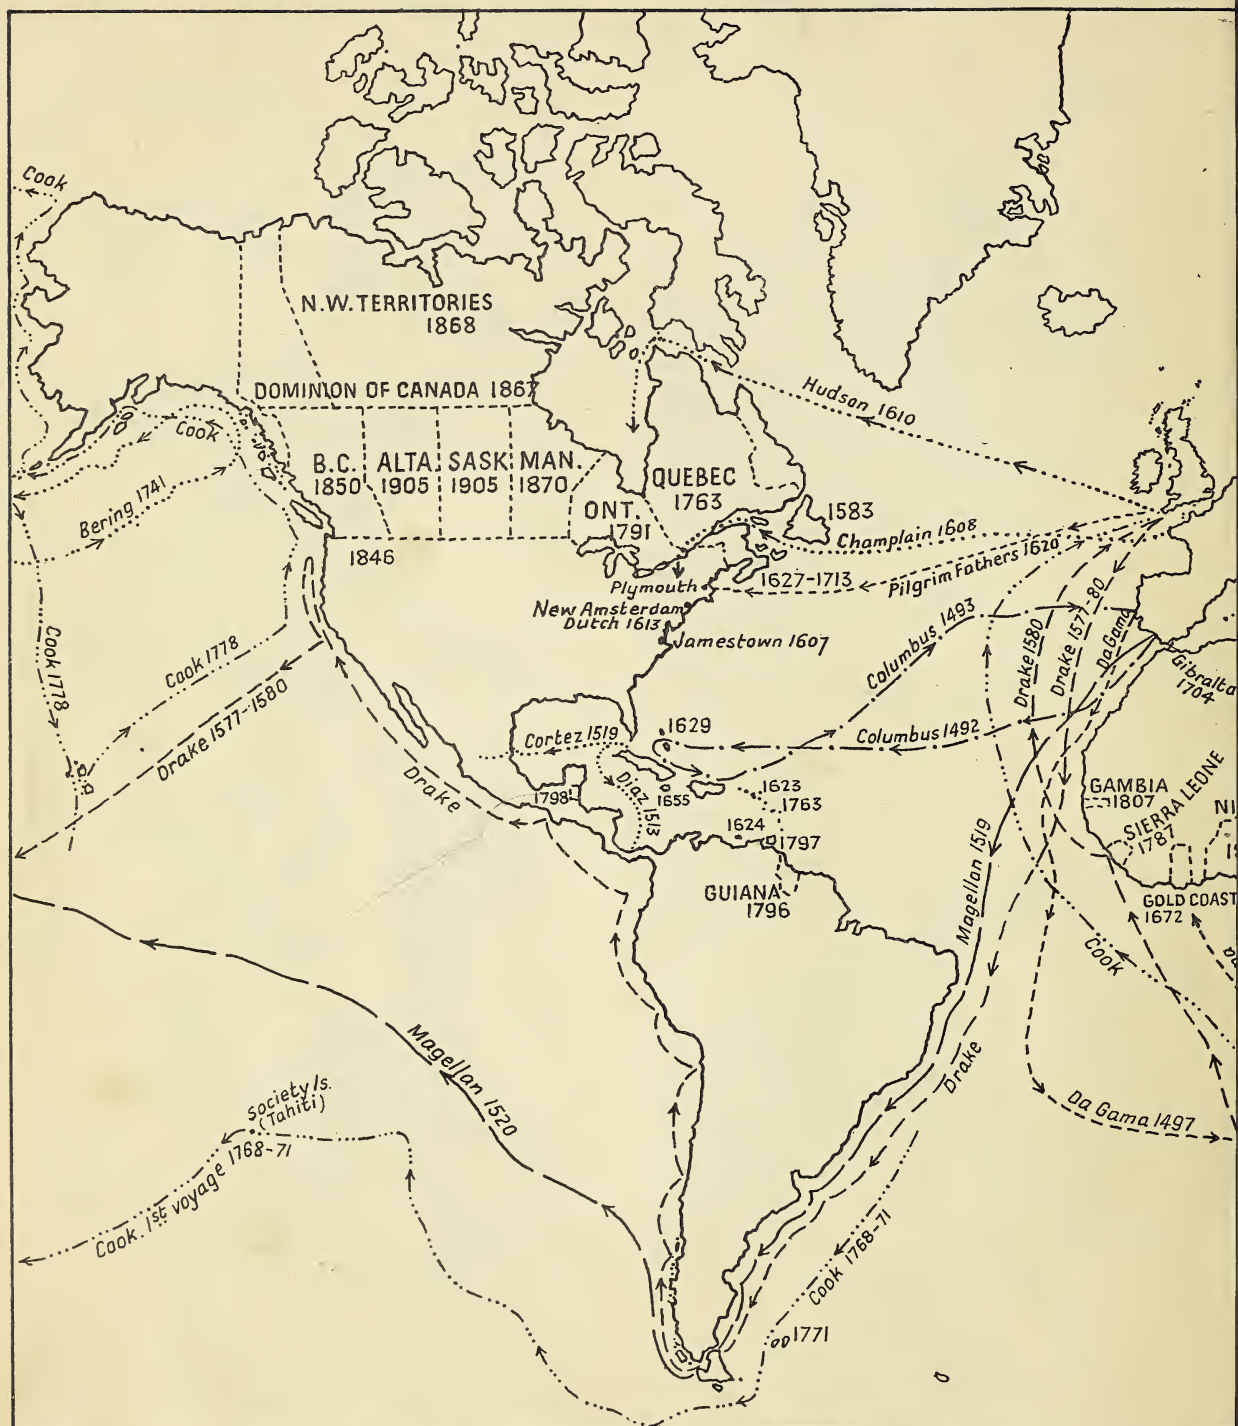 Cook
N.W. TERRITORIES
1868
DOMINION OF CANADA 1867
Hudson 1610
Cook
B.C.
1850
ALTA.
1905
SASK
1905
MAN.
1870
QUEBEC
1763
ONT.
1791
1583
Bering 1741
Champlain 1608
1846
Pilgrim Fathers 1620
1627-1713
Plymouth
New Amsterdam
Dutch 1613
Jamestown 1607
Columbus 1493
Drake 1580
Drake 1577-80
Da Gama
Gibralta
1704
Cook 1778
Cook 1778
Drake 1577-1580
Cortez 1519
1629
Columbus 1492
Drake
Diaz 1513
1798
1655
1623
1763
1624
1797
GAMBIA
1807
SIERRA LEONE
1787
NI
GUIANA
1796
Magellan 1519
GOLD COAST
1672
Cook
Magellan 1520
Drake
Society Is.
(Tahiti)
Da Gama 1497
Cook. 1st voyage 1768-71
Cook 1768-71
1771